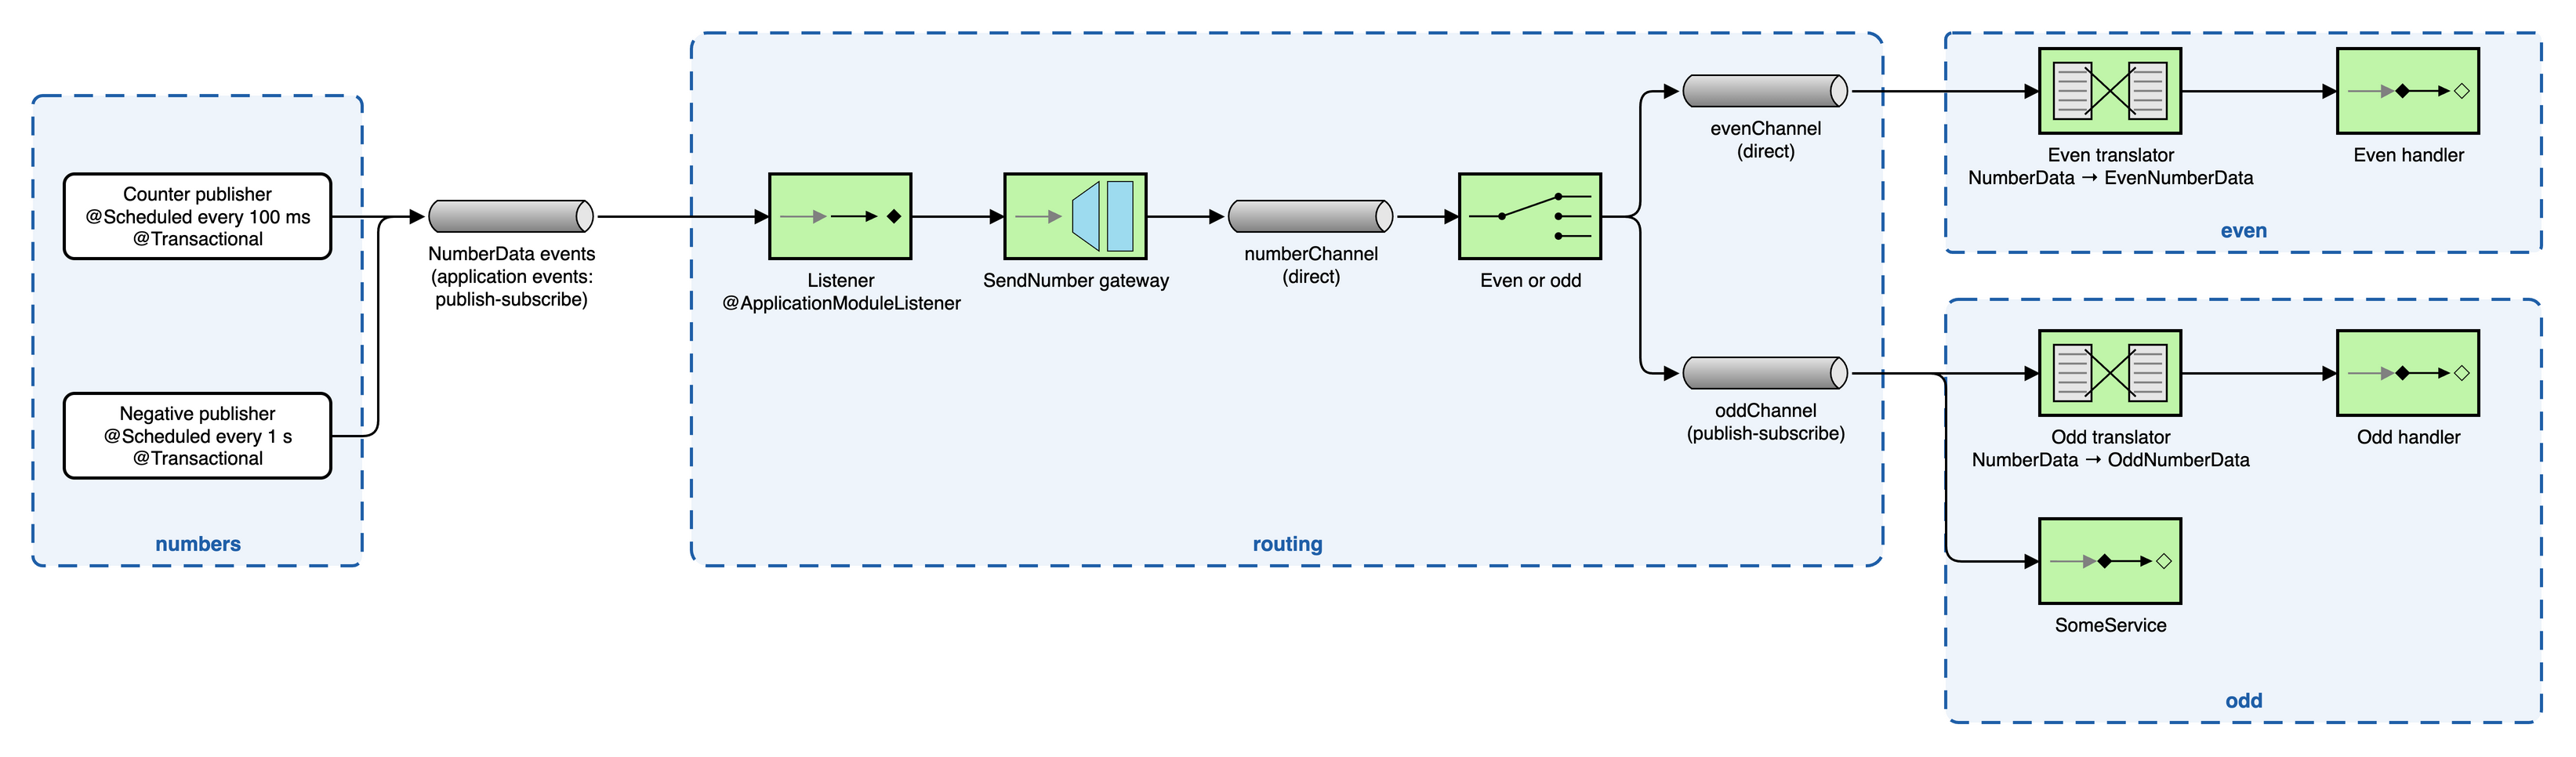 Counter publisher
@Scheduled every 100 ms
@Transactional
Negative publisher
@Scheduled every 1 s
@Transactional
numbers
NumberData events
(application events:
publish-subscribe)
Listener
@ApplicationModuleListener
SendNumber gateway
numberChannel
(direct)
Even or odd
evenChannel
(direct)
oddChannel
(publish-subscribe)
routing
Even translator
NumberData → EvenNumberData
Even handler
even
Odd translator
NumberData → OddNumberData
Odd handler
SomeService
odd